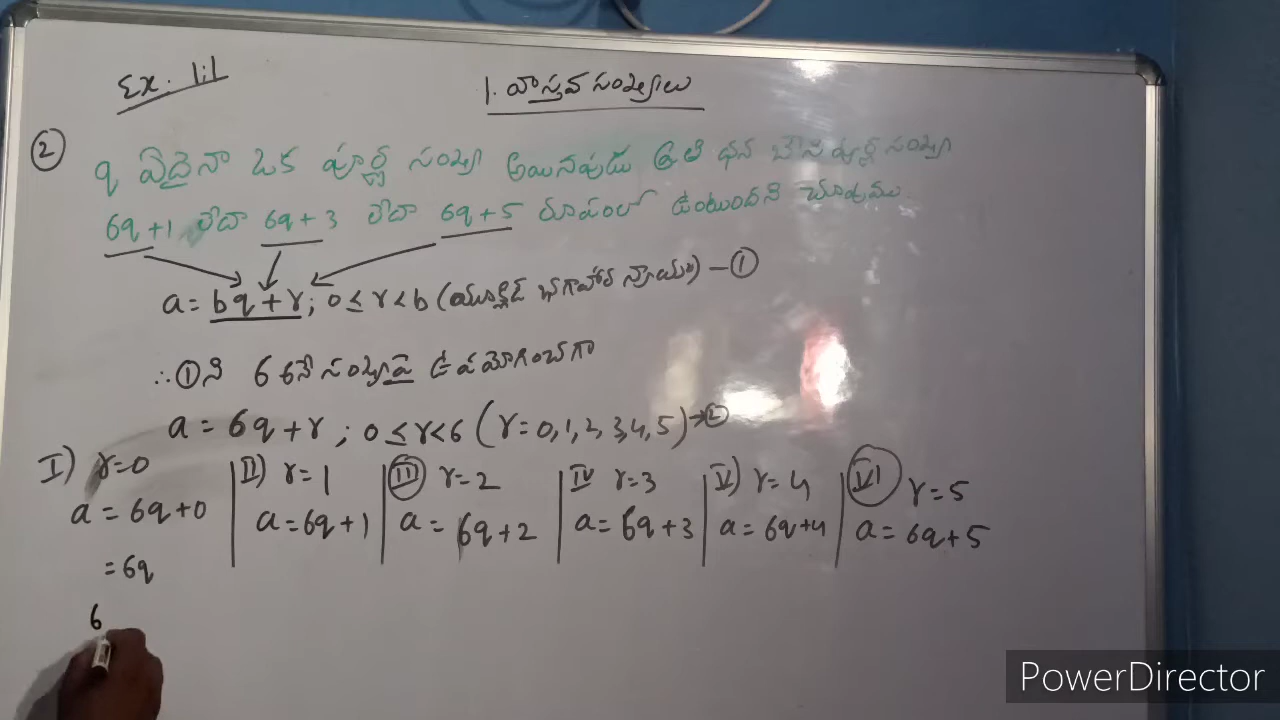 Ex. 1.1
1. వాస్తవ సంఖ్యలు
② q ఏదైనా ఒక పూర్ణ సంఖ్య అయినపుడు ప్రతి ధన బేసి పూర్ణ సంఖ్యా
6q+1 లేదా 6q+3 లేదా 6q+5 రూపంలో ఉంటుందని చూపుము.
a = bq+r; 0≤r<b (యూక్లిడ్ భాగాహార న్యాయం) – ①
∴ ①ని 6 అనే సంఖ్యపై ఉపయోగించగా
a = 6q+r; 0≤r<6 (r=0,1,2,3,4,5)→②
I) r=0 II) r=1 III r=2 IV r=3 V) r=4 VI r=5
a = 6q+0 a=6q+1 a= 6q+2 a= 6q+3 a= 6q+4 a= 6q+5
= 6q
6
PowerDirector